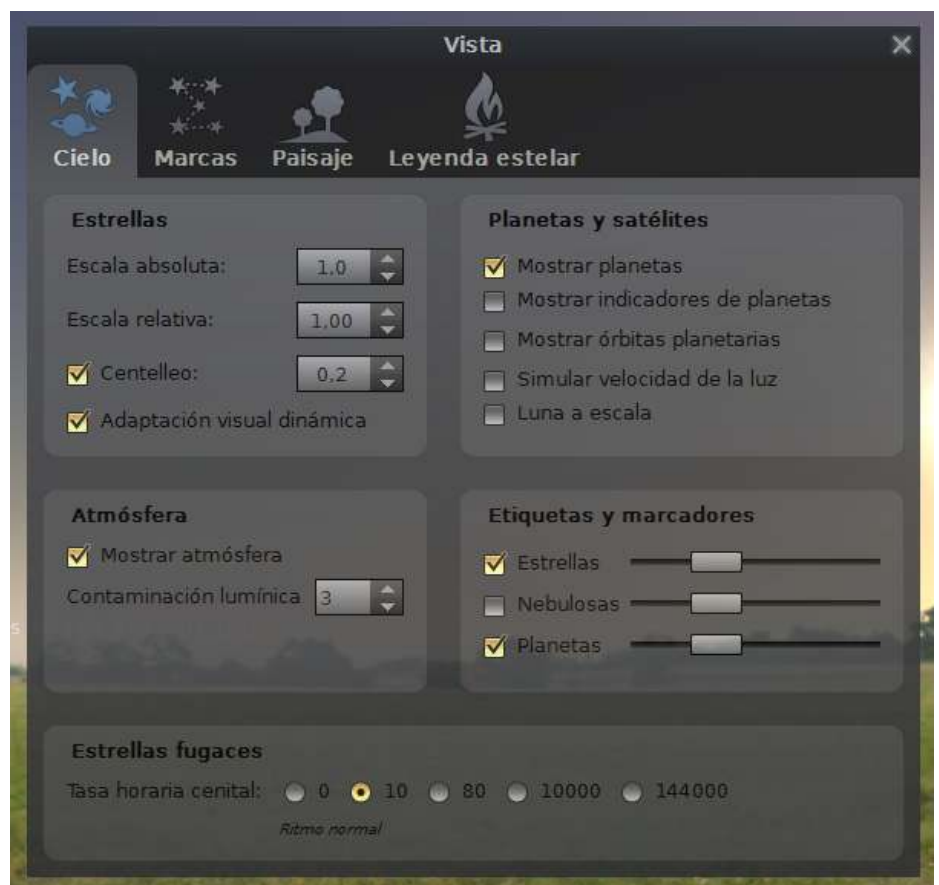 Vista
Cielo Marcas Paisaje Leyenda estelar
Estrellas
Escala absoluta: 1,0
Escala relativa: 1,00
Centelleo: 0,2
Adaptación visual dinámica
Planetas y satélites
Mostrar planetas
Mostrar indicadores de planetas
Mostrar órbitas planetarias
Simular velocidad de la luz
Luna a escala
Atmósfera
Mostrar atmósfera
Contaminación lumínica 3
Etiquetas y marcadores
Estrellas
Nebulosas
Planetas
s
Estrellas fugaces
Tasa horaria cenital: 0 10 80 10000 144000
Ritmo normal